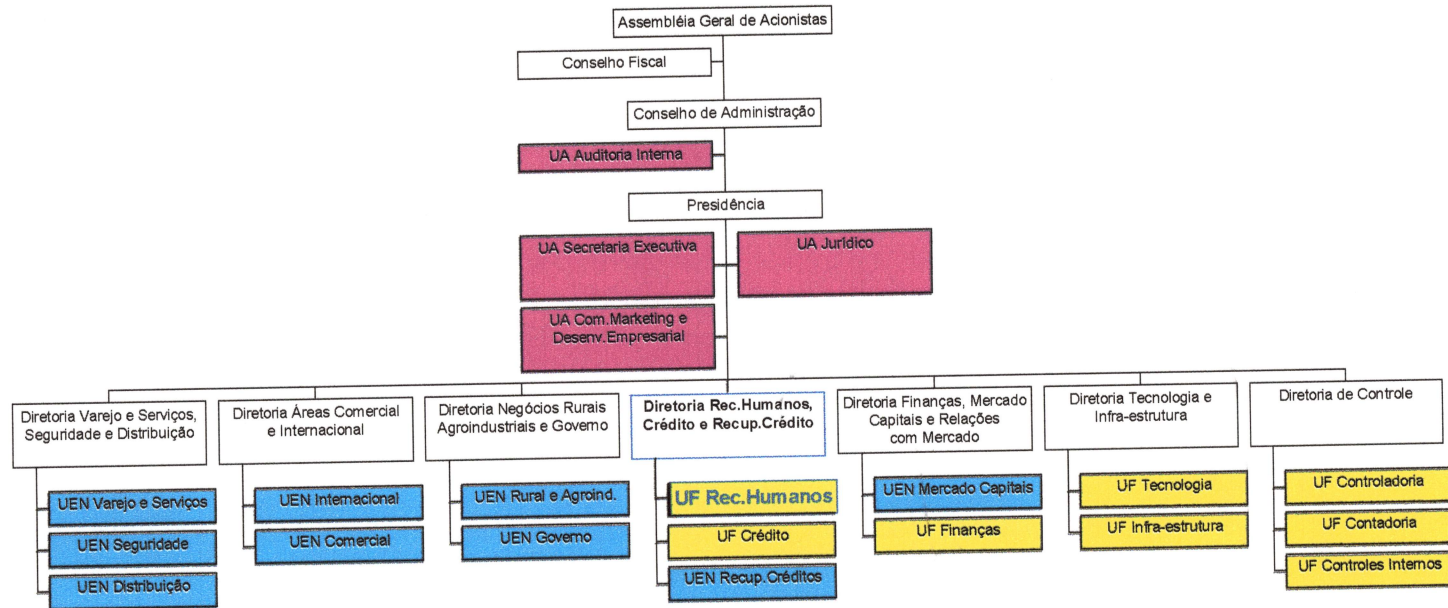 Assembléia Geral de Acionistas
Conselho Fiscal
Conselho de Administração
UA Auditoria Interna
Presidência
UA Secretaria Executiva
UA Jurídico
UA Com.Marketing e
Desenv.Empresarial
Diretoria Varejo e Serviços,
Seguridade e Distribuição
UEN Varejo e Serviços
UEN Seguridade
UEN Distribuição
Diretoria Áreas Comercial
e Internacional
UEN Internacional
UEN Comercial
Diretoria Negócios Rurais
Agroindustriais e Governo
UEN Rural e Agroind.
UEN Governo
Diretoria Rec.Humanos,
Crédito e Recup.Crédito
UF Rec.Humanos
UF Crédito
UEN Recup.Créditos
Diretoria Finanças, Mercado
Capitais e Relações
com Mercado
UEN Mercado Capitais
UF Finanças
Diretoria Tecnologia e
Infra-estrutura
UF Tecnologia
UF Infra-estrutura
Diretoria de Controle
UF Controladoria
UF Contadoria
UF Controles Internos